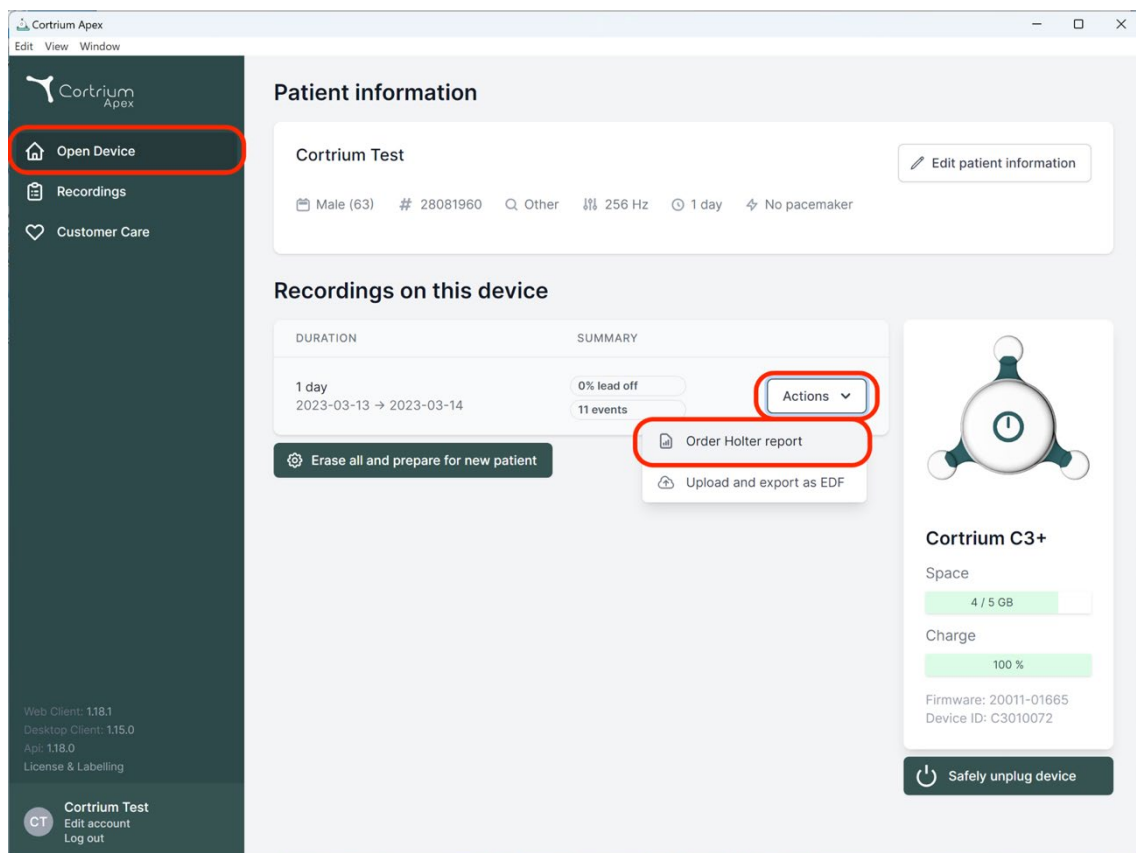 Cortrium Apex
Edit View Window
Cortrium
Apex
Open Device
Recordings
Customer Care
Web Client: 1.18.1
Desktop Client: 1.15.0
Api: 1.18.0
License & Labelling
CT
Cortrium Test
Edit account
Log out
Patient information
Cortrium Test
Edit patient information
Male (63) # 28081960 Other 256 Hz 1 day No pacemaker
Recordings on this device
DURATION SUMMARY
1 day
2023-03-13 → 2023-03-14
0% lead off
11 events
Actions
Order Holter report
Upload and export as EDF
Erase all and prepare for new patient
Cortrium C3+
Space
4 / 5 GB
Charge
100 %
Firmware: 20011-01665
Device ID: C3010072
Safely unplug device